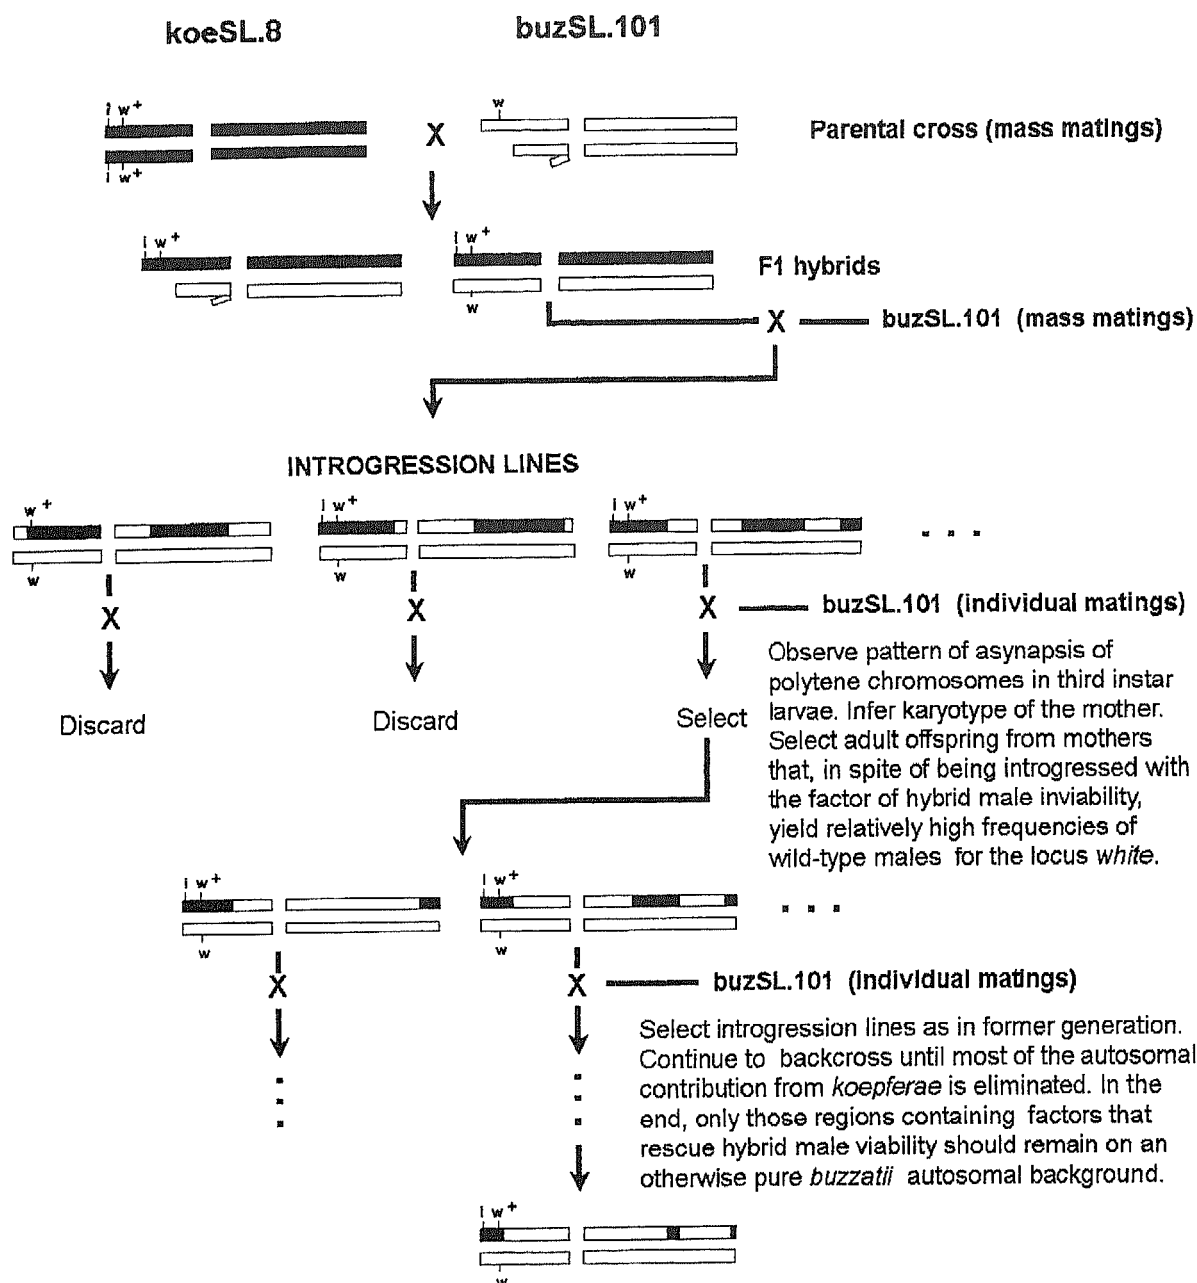 koeSL.8 buzSL.101
i w+ w
X Parental cross (mass matings)
i w+
i w+ i w+
F1 hybrids
w
X buzSL.101 (mass matings)
INTROGRESSION LINES
w+ i w+ i w+
. . .
w w w
X X X buzSL.101 (individual matings)
Observe pattern of asynapsis of
polytene chromosomes in third instar
larvae. Infer karyotype of the mother.
Discard Discard Select
Select adult offspring from mothers
that, in spite of being introgressed with
the factor of hybrid male inviability,
yield relatively high frequencies of
wild-type males for the locus white.
i w+ i w+
. . .
w w
X X buzSL.101 (individual matings)
Select introgression lines as in former generation.
Continue to backcross until most of the autosomal
contribution from koepferae is eliminated. In the
end, only those regions containing factors that
rescue hybrid male viability should remain on an
otherwise pure buzzatii autosomal background.
i w+
w